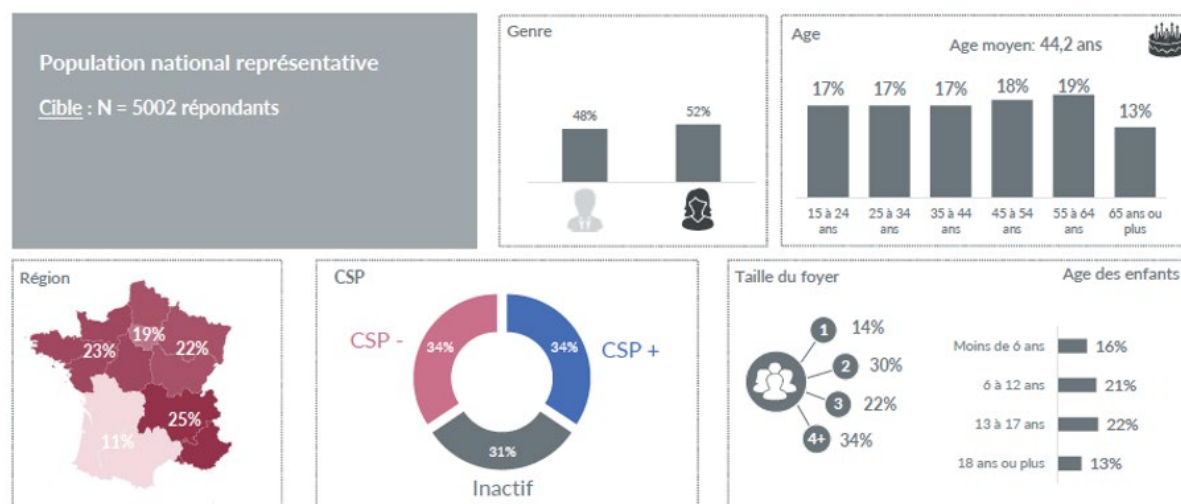 Population national représentative
Cible : N = 5002 répondants
Genre
48%
52%
Age
Age moyen: 44,2 ans
17%
17%
17%
18%
19%
13%
15 à 24
ans
25 à 34
ans
35 à 44
ans
45 à 54
ans
55 à 64
ans
65 ans ou
plus
Région
19%
23%
22%
25%
11%
CSP
CSP -
34%
34%
CSP +
31%
Inactif
Taille du foyer
1
14%
2
30%
3
22%
4+
34%
Age des enfants
Moins de 6 ans
16%
6 à 12 ans
21%
13 à 17 ans
22%
18 ans ou plus
13%